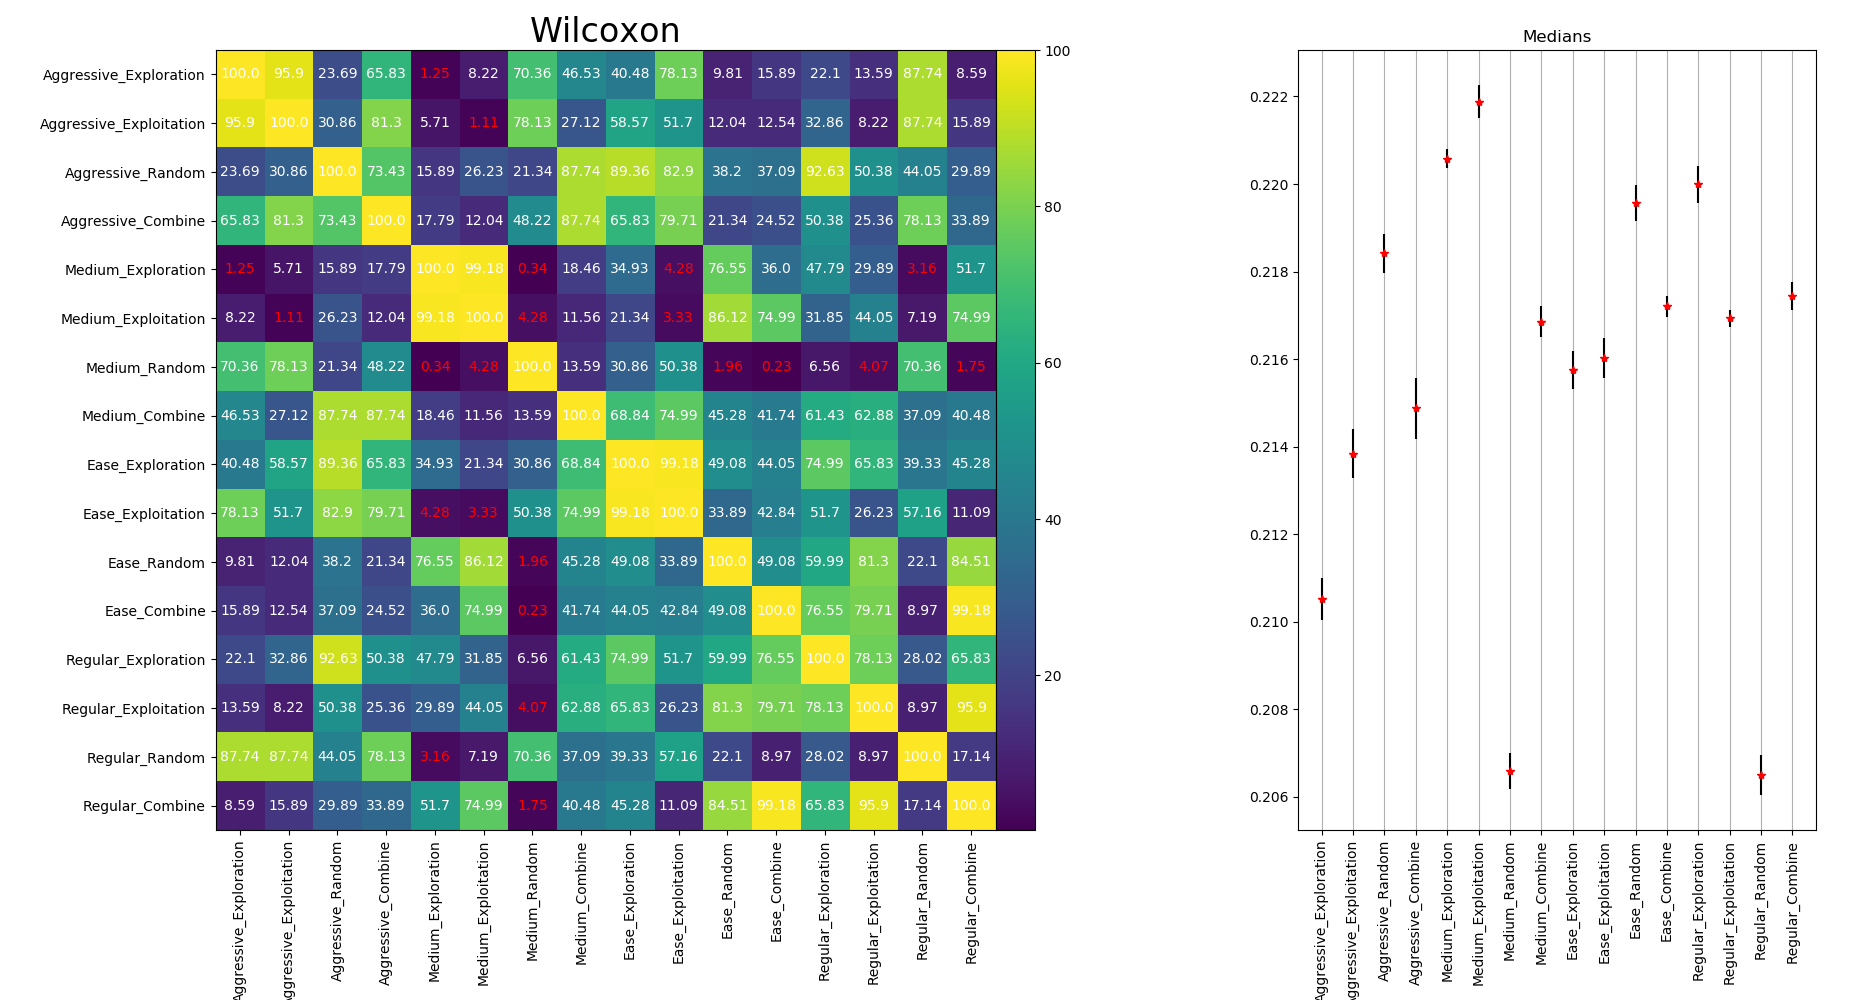 Wilcoxon
Aggressive_Exploration 100.0 95.9 23.69 65.83 1.25 8.22 70.36 46.53 40.48 78.13 9.81 15.89 22.1 13.59 87.74 8.59
Aggressive_Exploitation 95.9 100.0 30.86 81.3 5.71 1.11 78.13 27.12 58.57 51.7 12.04 12.54 32.86 8.22 87.74 15.89
Aggressive_Random 23.69 30.86 100.0 73.43 15.89 26.23 21.34 87.74 89.36 82.9 38.2 37.09 92.63 50.38 44.05 29.89
Aggressive_Combine 65.83 81.3 73.43 100.0 17.79 12.04 48.22 87.74 65.83 79.71 21.34 24.52 50.38 25.36 78.13 33.89
Medium_Exploration 1.25 5.71 15.89 17.79 100.0 99.18 0.34 18.46 34.93 4.28 76.55 36.0 47.79 29.89 3.16 51.7
Medium_Exploitation 8.22 1.11 26.23 12.04 99.18 100.0 4.28 11.56 21.34 3.33 86.12 74.99 31.85 44.05 7.19 74.99
Medium_Random 70.36 78.13 21.34 48.22 0.34 4.28 100.0 13.59 30.86 50.38 1.96 0.23 6.56 4.07 70.36 1.75
Medium_Combine 46.53 27.12 87.74 87.74 18.46 11.56 13.59 100.0 68.84 74.99 45.28 41.74 61.43 62.88 37.09 40.48
Ease_Exploration 40.48 58.57 89.36 65.83 34.93 21.34 30.86 68.84 100.0 99.18 49.08 44.05 74.99 65.83 39.33 45.28
Ease_Exploitation 78.13 51.7 82.9 79.71 4.28 3.33 50.38 74.99 99.18 100.0 33.89 42.84 51.7 26.23 57.16 11.09
Ease_Random 9.81 12.04 38.2 21.34 76.55 86.12 1.96 45.28 49.08 33.89 100.0 49.08 59.99 81.3 22.1 84.51
Ease_Combine 15.89 12.54 37.09 24.52 36.0 74.99 0.23 41.74 44.05 42.84 49.08 100.0 76.55 79.71 8.97 99.18
Regular_Exploration 22.1 32.86 92.63 50.38 47.79 31.85 6.56 61.43 74.99 51.7 59.99 76.55 100.0 78.13 28.02 65.83
Regular_Exploitation 13.59 8.22 50.38 25.36 29.89 44.05 4.07 62.88 65.83 26.23 81.3 79.71 78.13 100.0 8.97 95.9
Regular_Random 87.74 87.74 44.05 78.13 3.16 7.19 70.36 37.09 39.33 57.16 22.1 8.97 28.02 8.97 100.0 17.14
Regular_Combine 8.59 15.89 29.89 33.89 51.7 74.99 1.75 40.48 45.28 11.09 84.51 99.18 65.83 95.9 17.14 100.0
Aggressive_Exploration
Aggressive_Exploitation
Aggressive_Random
Aggressive_Combine
Medium_Exploration
Medium_Exploitation
Medium_Random
Medium_Combine
Ease_Exploration
Ease_Exploitation
Ease_Random
Ease_Combine
Regular_Exploration
Regular_Exploitation
Regular_Random
Regular_Combine
100
80
60
40
20
Medians
0.222
0.220
0.218
0.216
0.214
0.212
0.210
0.208
0.206
Aggressive_Exploration
Aggressive_Exploitation
Aggressive_Random
Aggressive_Combine
Medium_Exploration
Medium_Exploitation
Medium_Random
Medium_Combine
Ease_Exploration
Ease_Exploitation
Ease_Random
Ease_Combine
Regular_Exploration
Regular_Exploitation
Regular_Random
Regular_Combine